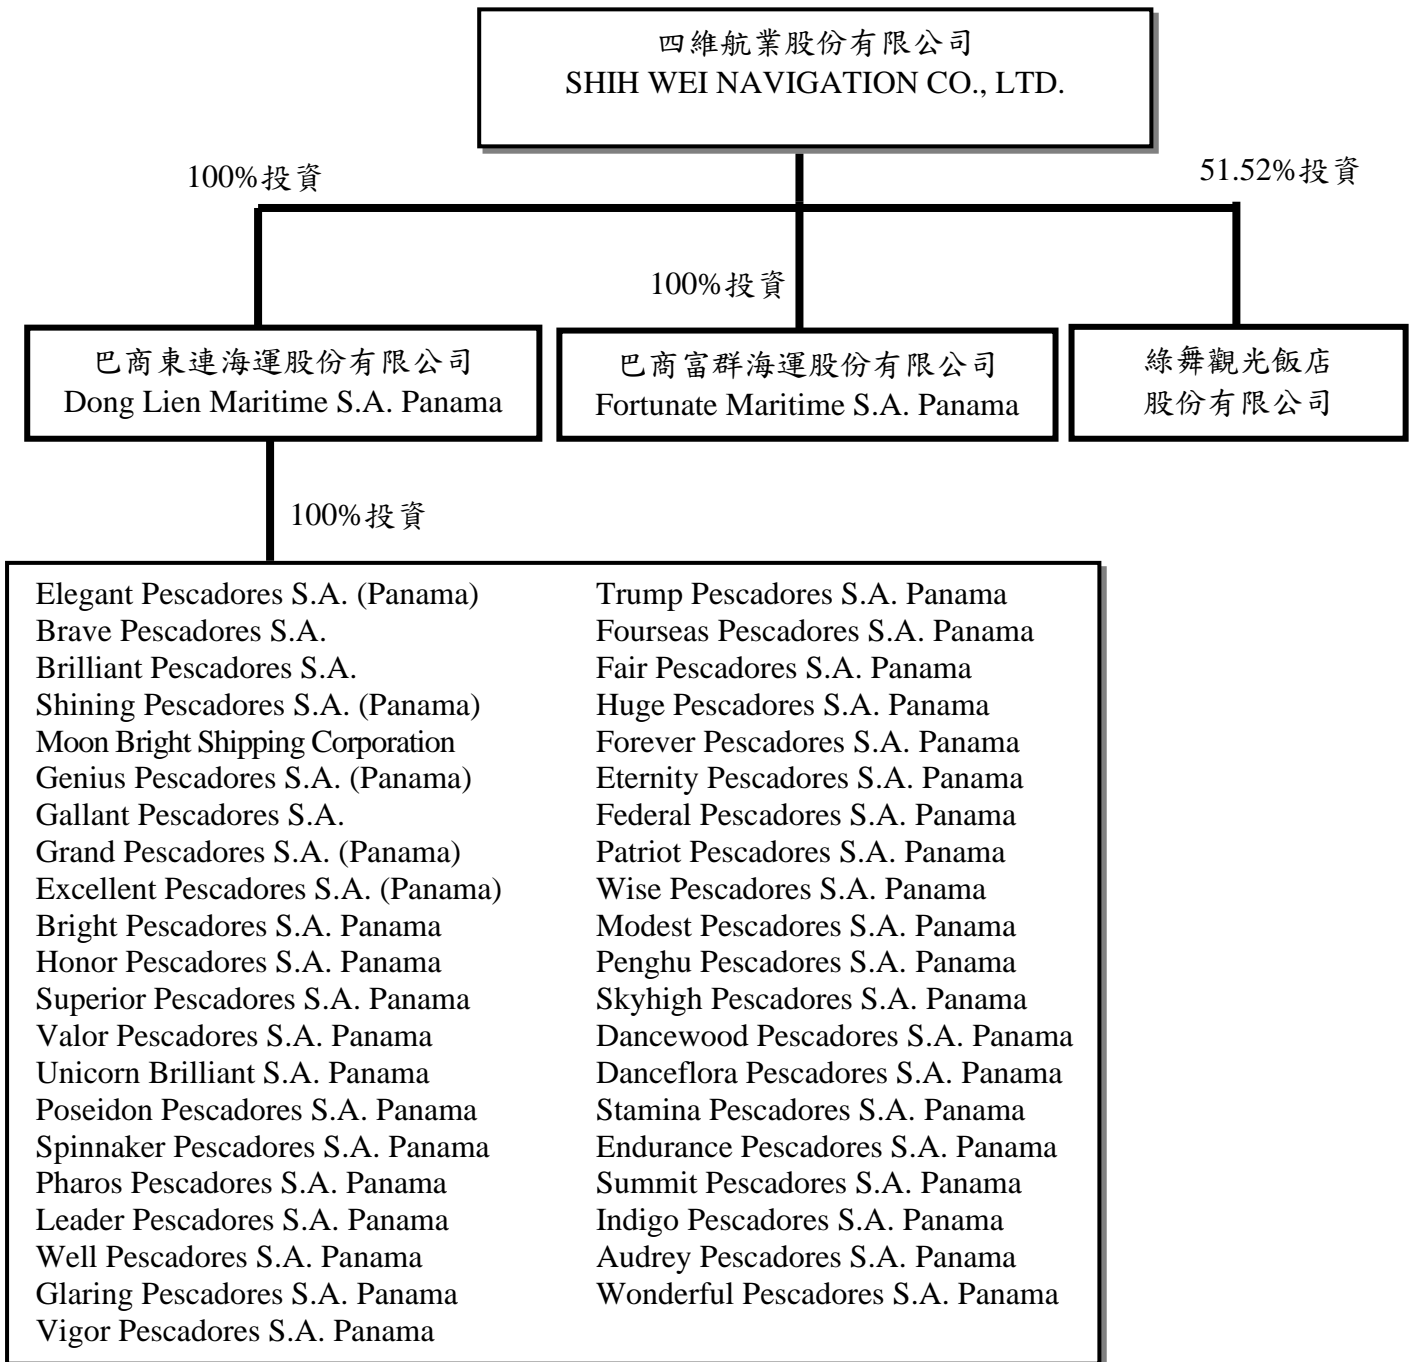 四維航業股份有限公司
SHIH WEI NAVIGATION CO., LTD.
100%投資
51.52%投資
100%投資
巴商東連海運股份有限公司
Dong Lien Maritime S.A. Panama
巴商富群海運股份有限公司
Fortunate Maritime S.A. Panama
綠舞觀光飯店
股份有限公司
100%投資
Elegant Pescadores S.A. (Panama)
Brave Pescadores S.A.
Brilliant Pescadores S.A.
Shining Pescadores S.A. (Panama)
Moon Bright Shipping Corporation
Genius Pescadores S.A. (Panama)
Gallant Pescadores S.A.
Grand Pescadores S.A. (Panama)
Excellent Pescadores S.A. (Panama)
Bright Pescadores S.A. Panama
Honor Pescadores S.A. Panama
Superior Pescadores S.A. Panama
Valor Pescadores S.A. Panama
Unicorn Brilliant S.A. Panama
Poseidon Pescadores S.A. Panama
Spinnaker Pescadores S.A. Panama
Pharos Pescadores S.A. Panama
Leader Pescadores S.A. Panama
Well Pescadores S.A. Panama
Glaring Pescadores S.A. Panama
Vigor Pescadores S.A. Panama
Trump Pescadores S.A. Panama
Fourseas Pescadores S.A. Panama
Fair Pescadores S.A. Panama
Huge Pescadores S.A. Panama
Forever Pescadores S.A. Panama
Eternity Pescadores S.A. Panama
Federal Pescadores S.A. Panama
Patriot Pescadores S.A. Panama
Wise Pescadores S.A. Panama
Modest Pescadores S.A. Panama
Penghu Pescadores S.A. Panama
Skyhigh Pescadores S.A. Panama
Dancewood Pescadores S.A. Panama
Danceflora Pescadores S.A. Panama
Stamina Pescadores S.A. Panama
Endurance Pescadores S.A. Panama
Summit Pescadores S.A. Panama
Indigo Pescadores S.A. Panama
Audrey Pescadores S.A. Panama
Wonderful Pescadores S.A. Panama